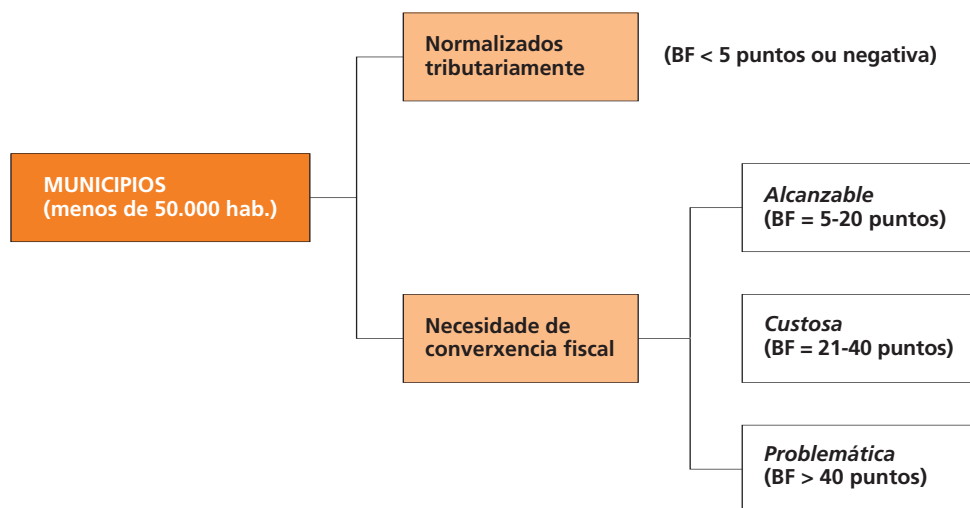 Normalizados
tributariamente
(BF < 5 puntos ou negativa)
MUNICIPIOS
(menos de 50.000 hab.)
Alcanzable
(BF = 5-20 puntos)
Necesidade de
converxencia fiscal
Custosa
(BF = 21-40 puntos)
Problemática
(BF > 40 puntos)